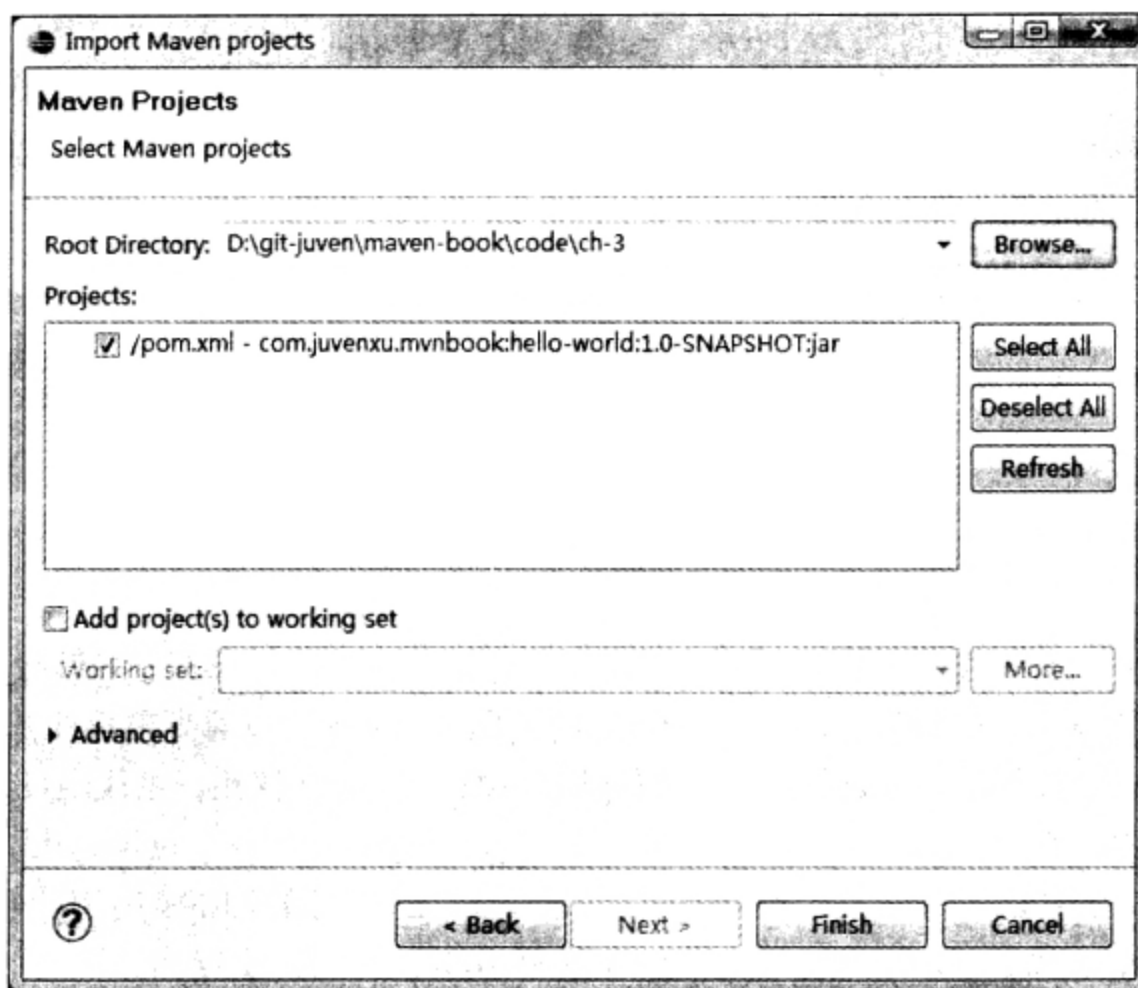 Import Maven projects
Maven Projects
Select Maven projects
Root Directory: D:\git-juven\maven-book\code\ch-3 Browse...
Projects:
/pom.xml - com.juvenxu.mvnbook:hello-world:1.0-SNAPSHOT:jar
Select All
Deselect All
Refresh
Add project(s) to working set
Working set: More...
Advanced
? < Back Next > Finish Cancel